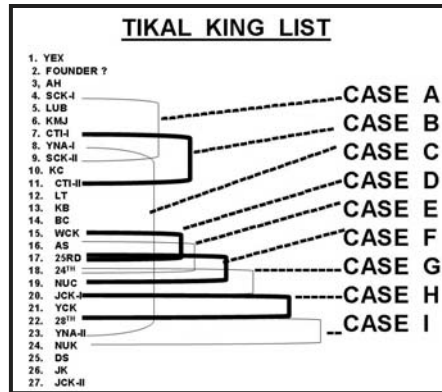 TIKAL KING LIST
1. YEX
2. FOUNDER ?
3, AH
4. SCK-I
5. LUB
6. KMJ
7. CTI-I
8. YNA-I
9. SCK-II
10. KC
11. CTI-II
12. LT
13. KB
14. BC
15. WCK
16. AS
17. 25RD
18. 24TH
19. NUC
20. JCK-I
21. YCK
22. 28TH
23. YNA-II
24. NUK
25. DS
26. JK
27. JCK-II
CASE A
CASE B
CASE C
CASE D
CASE E
CASE F
CASE G
CASE H
CASE I